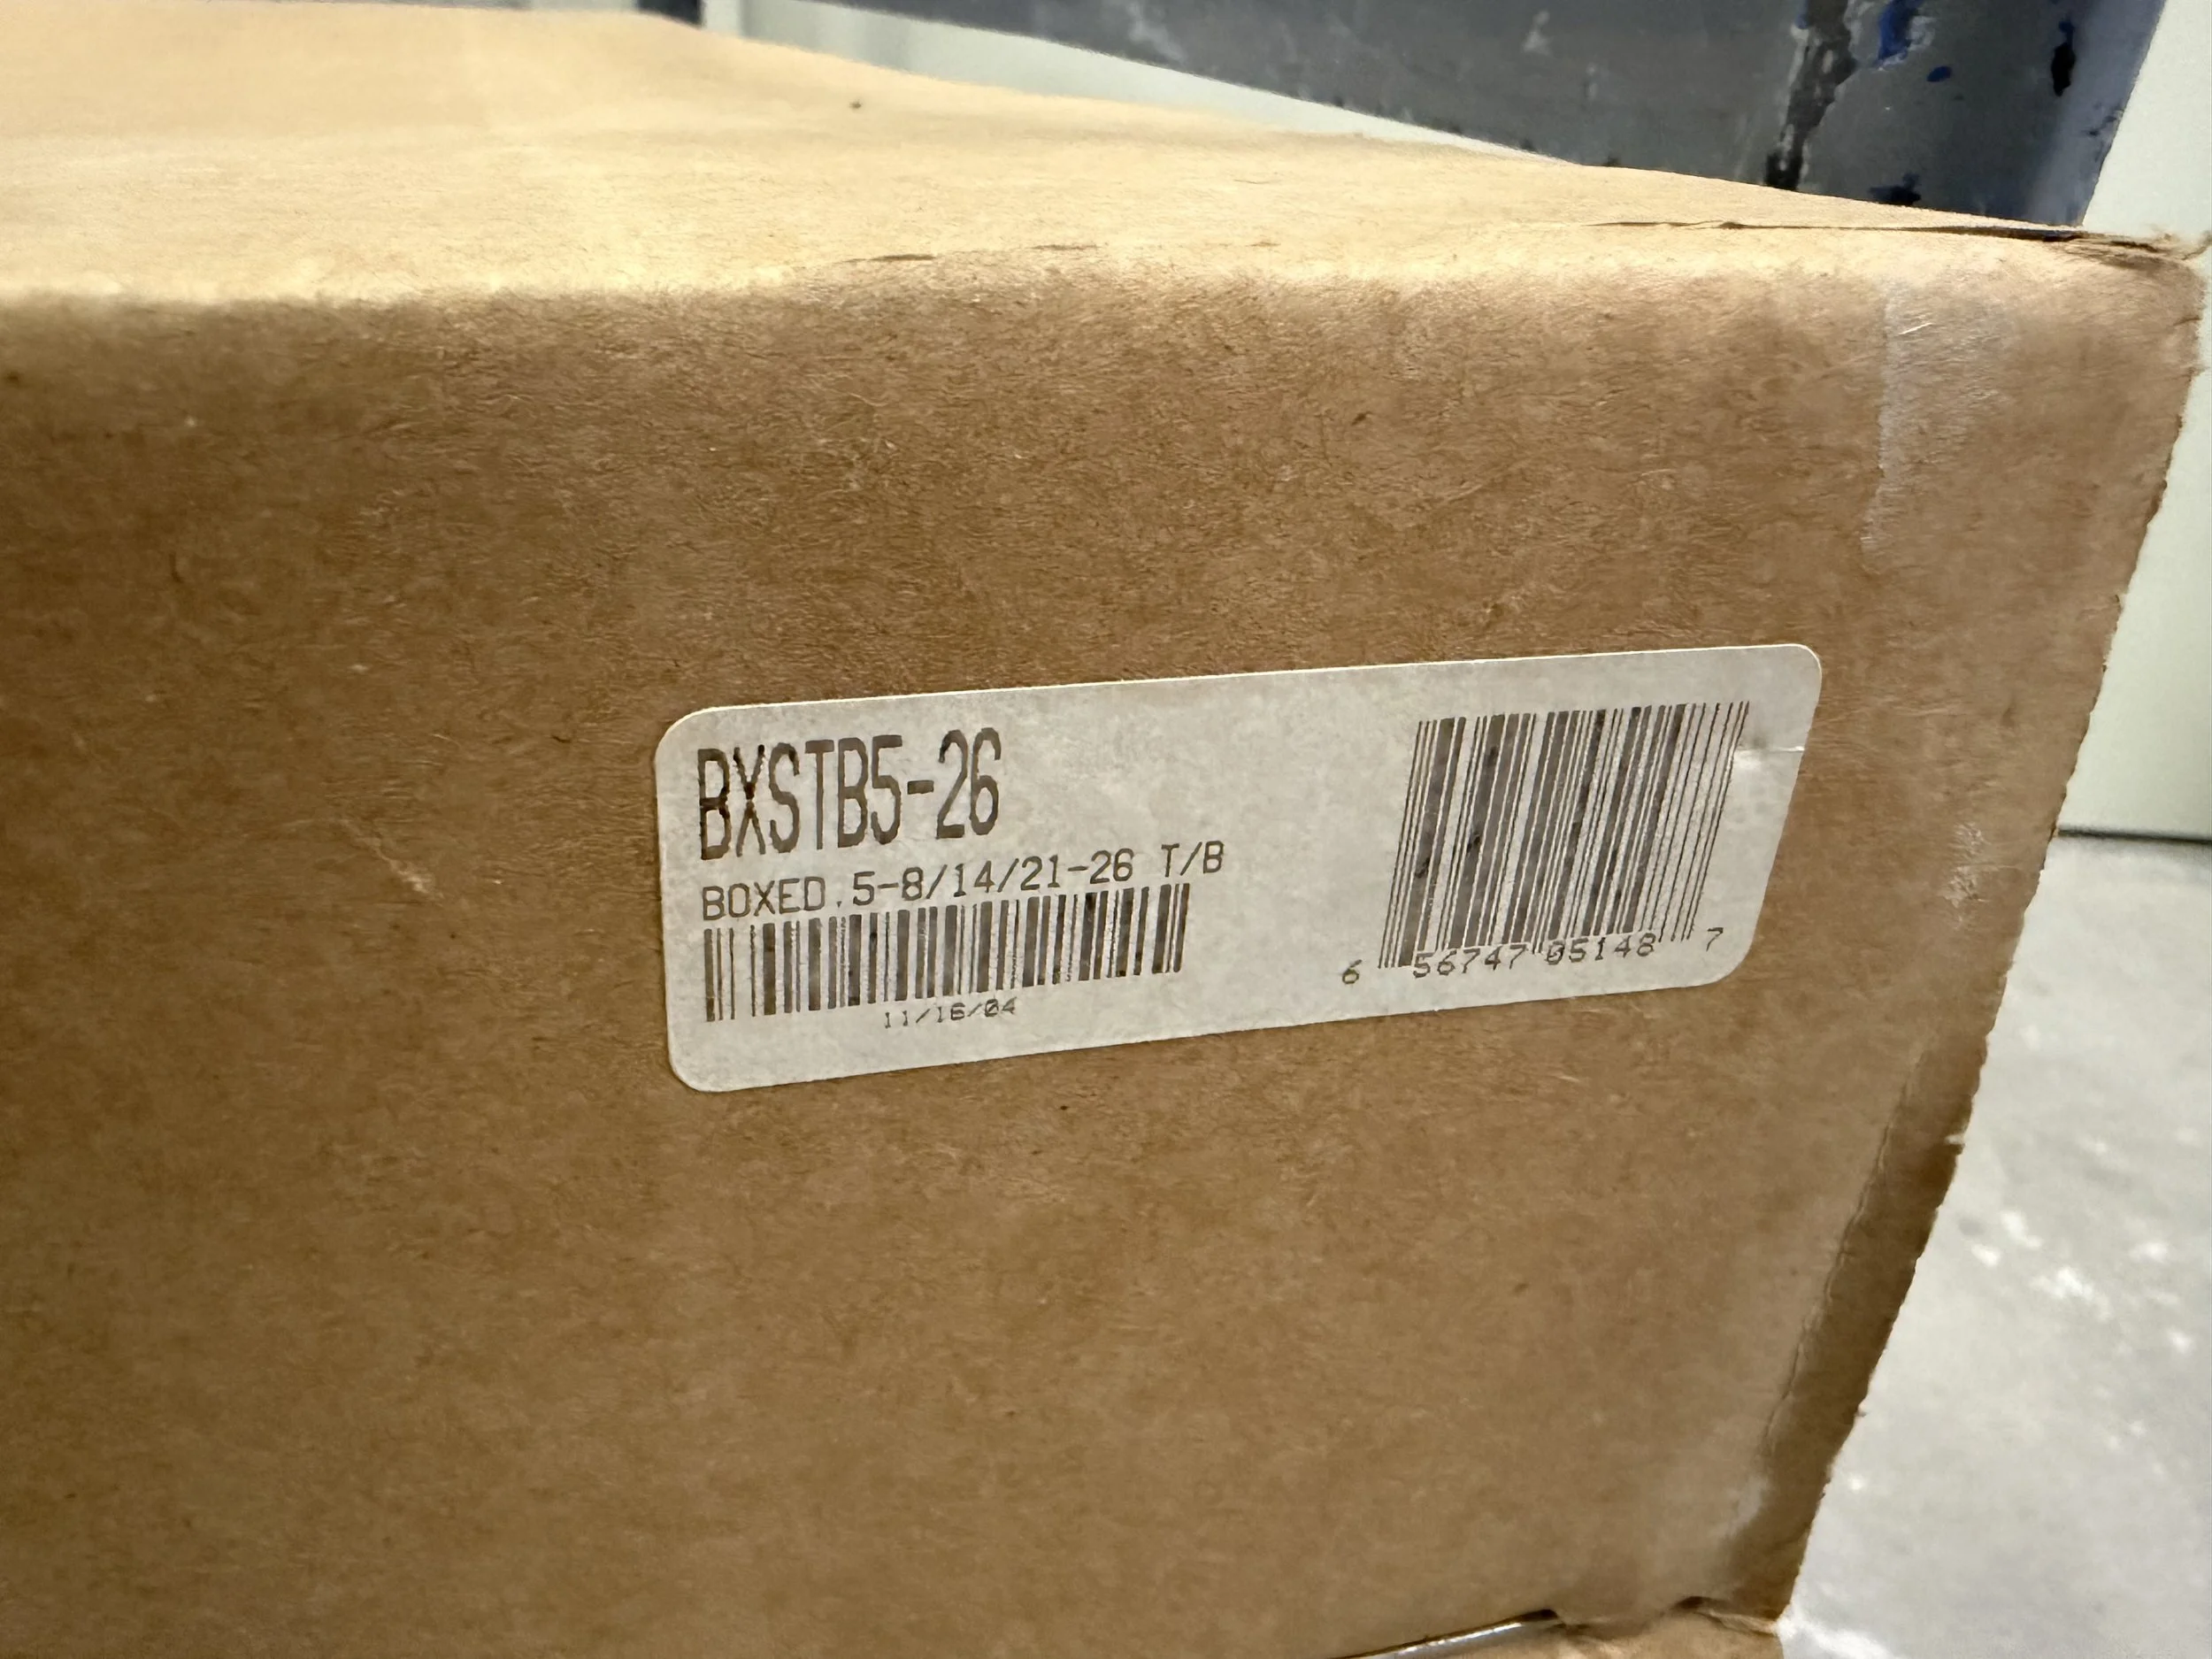 BXSTB5-26
BOXED.5-8/14/21-26 T/B
11/16/04
6 56747 05148 7